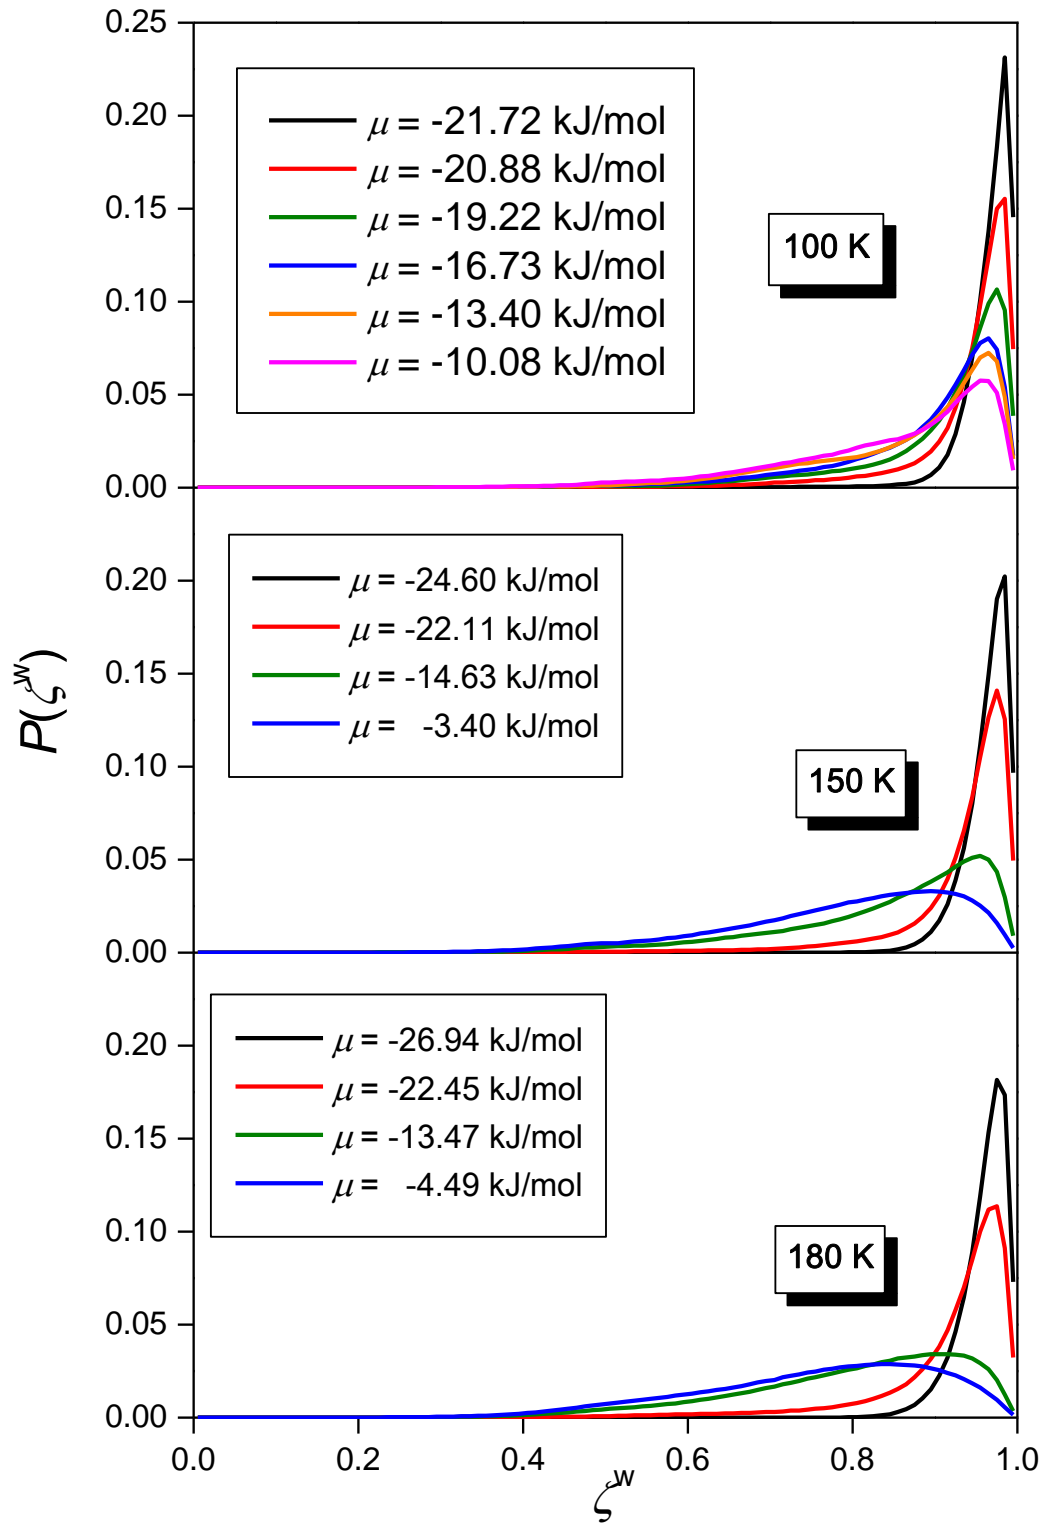 0.25
0.20
0.15
0.10
0.05
0.00
μ = -21.72 kJ/mol
μ = -20.88 kJ/mol
μ = -19.22 kJ/mol
μ = -16.73 kJ/mol
μ = -13.40 kJ/mol
μ = -10.08 kJ/mol
100 K
0.20
0.15
0.10
0.05
0.00
μ = -24.60 kJ/mol
μ = -22.11 kJ/mol
μ = -14.63 kJ/mol
μ = -3.40 kJ/mol
150 K
P(ζʷ)
0.20
0.15
0.10
0.05
0.00
μ = -26.94 kJ/mol
μ = -22.45 kJ/mol
μ = -13.47 kJ/mol
μ = -4.49 kJ/mol
180 K
0.0 0.2 0.4 0.6 0.8 1.0
ζʷ